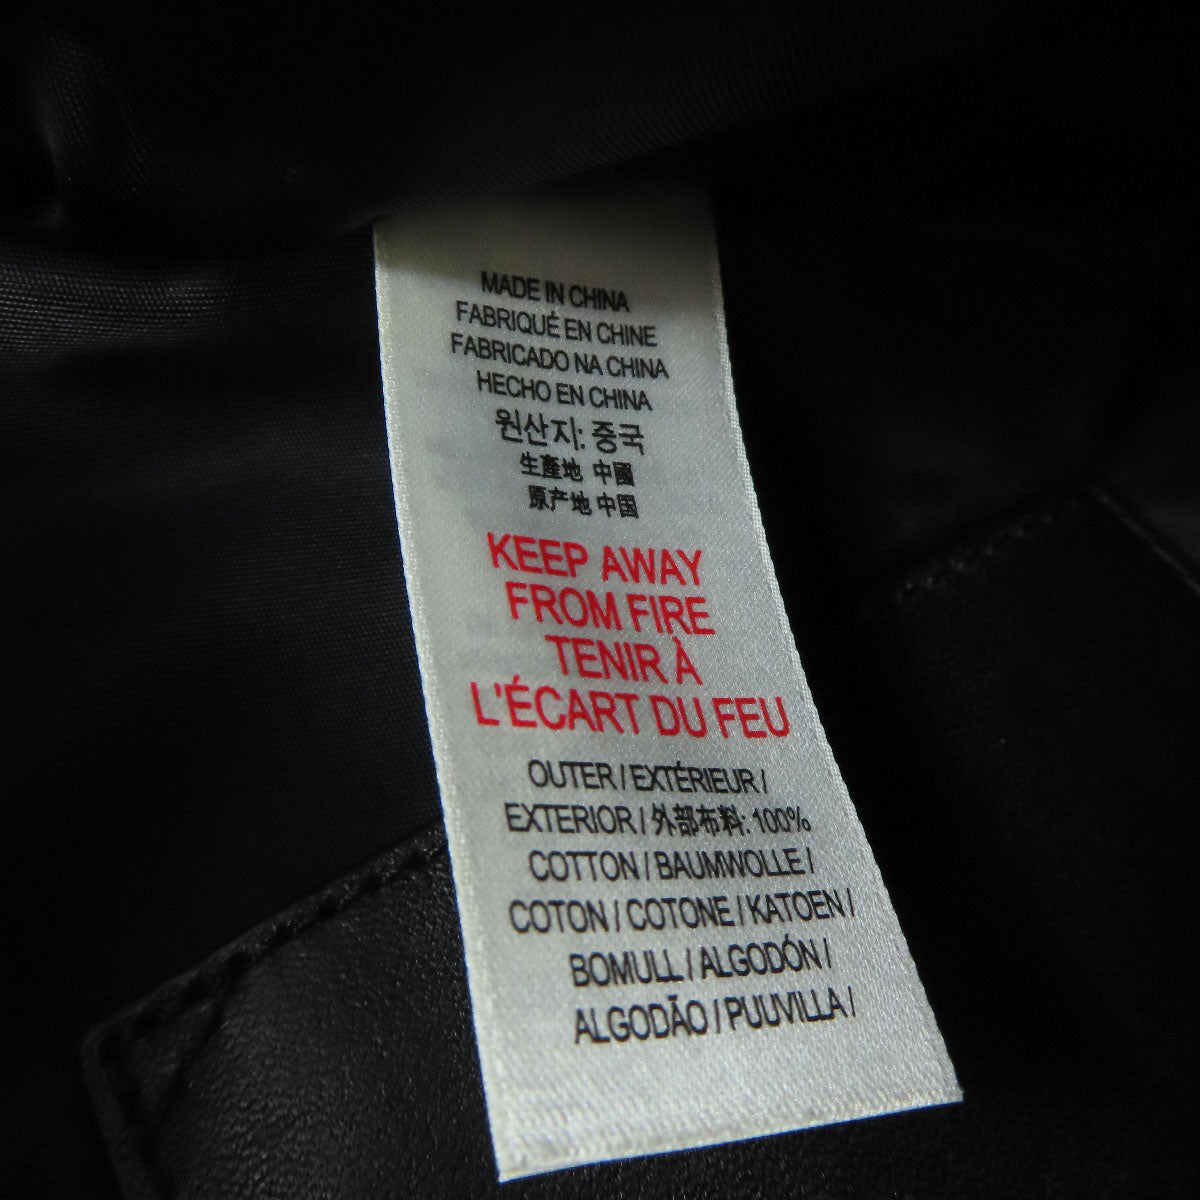 MADE IN CHINA
FABRIQUÉ EN CHINE
FABRICADO NA CHINA
HECHO EN CHINA
원산지: 중국
生產地 中國
原产地 中国
KEEP AWAY
FROM FIRE
TENIR À
L'ÉCART DU FEU
OUTER / EXTÉRIEUR /
EXTERIOR / 外部布料: 100%
COTTON / BAUMWOLLE /
COTON / COTONE / KATOEN /
BOMULL / ALGODÓN /
ALGODÃO / PUUVILLA /